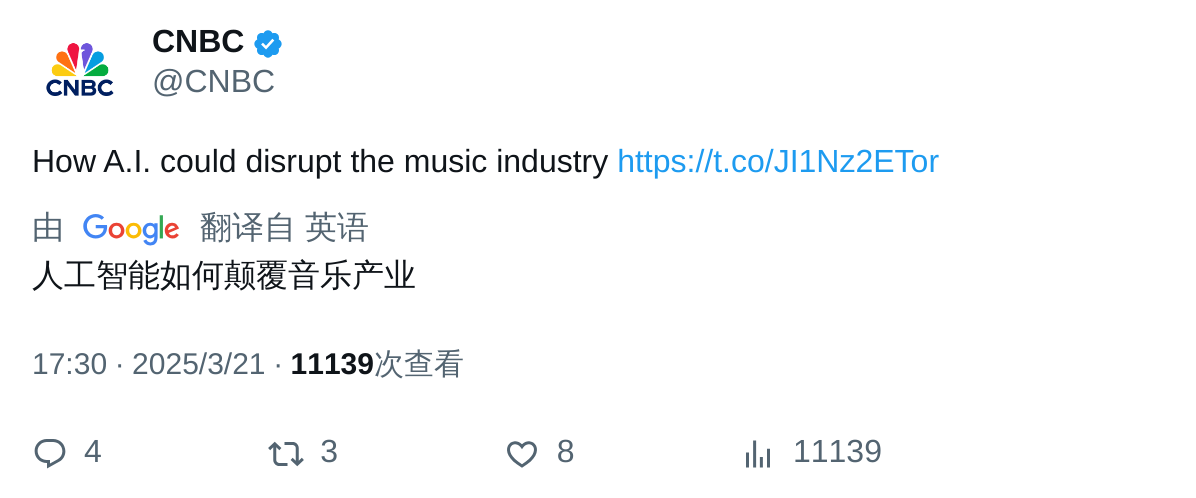 CNBC
CNBC
@CNBC
How A.I. could disrupt the music industry https://t.co/JI1Nz2ETor
由 Google 翻译自 英语
人工智能如何颠覆音乐产业
17:30 · 2025/3/21 · 11139次查看
4 3 8 11139